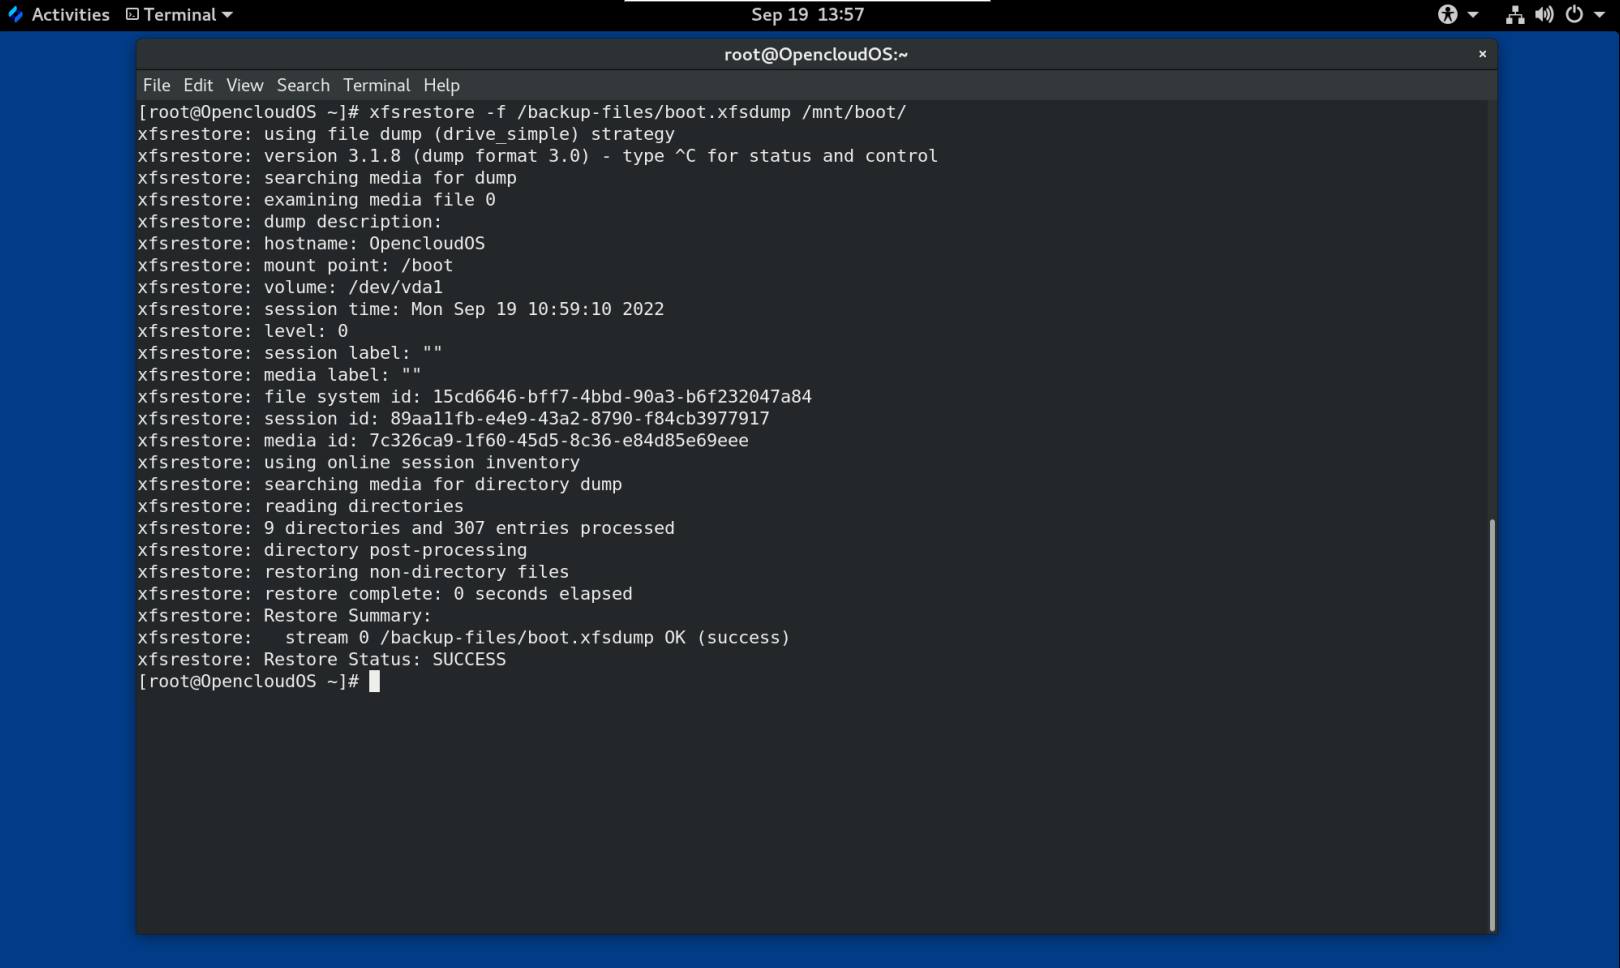 Activities Terminal Sep 19 13:57
root@OpencloudOS:~ ×
File Edit View Search Terminal Help
[root@OpencloudOS ~]# xfsrestore -f /backup-files/boot.xfsdump /mnt/boot/
xfsrestore: using file dump (drive_simple) strategy
xfsrestore: version 3.1.8 (dump format 3.0) - type ^C for status and control
xfsrestore: searching media for dump
xfsrestore: examining media file 0
xfsrestore: dump description:
xfsrestore: hostname: OpencloudOS
xfsrestore: mount point: /boot
xfsrestore: volume: /dev/vda1
xfsrestore: session time: Mon Sep 19 10:59:10 2022
xfsrestore: level: 0
xfsrestore: session label: ""
xfsrestore: media label: ""
xfsrestore: file system id: 15cd6646-bff7-4bbd-90a3-b6f232047a84
xfsrestore: session id: 89aa11fb-e4e9-43a2-8790-f84cb3977917
xfsrestore: media id: 7c326ca9-1f60-45d5-8c36-e84d85e69eee
xfsrestore: using online session inventory
xfsrestore: searching media for directory dump
xfsrestore: reading directories
xfsrestore: 9 directories and 307 entries processed
xfsrestore: directory post-processing
xfsrestore: restoring non-directory files
xfsrestore: restore complete: 0 seconds elapsed
xfsrestore: Restore Summary:
xfsrestore:   stream 0 /backup-files/boot.xfsdump OK (success)
xfsrestore: Restore Status: SUCCESS
[root@OpencloudOS ~]#